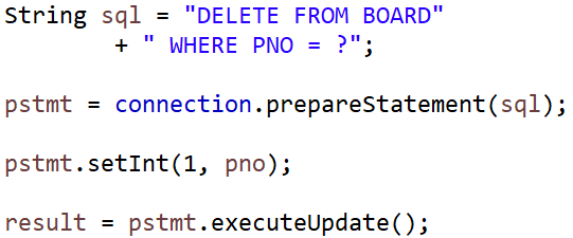 String sql = "DELETE FROM BOARD"
+ " WHERE PNO = ?";
pstmt = connection.prepareStatement(sql);
pstmt.setInt(1, pno);
result = pstmt.executeUpdate();